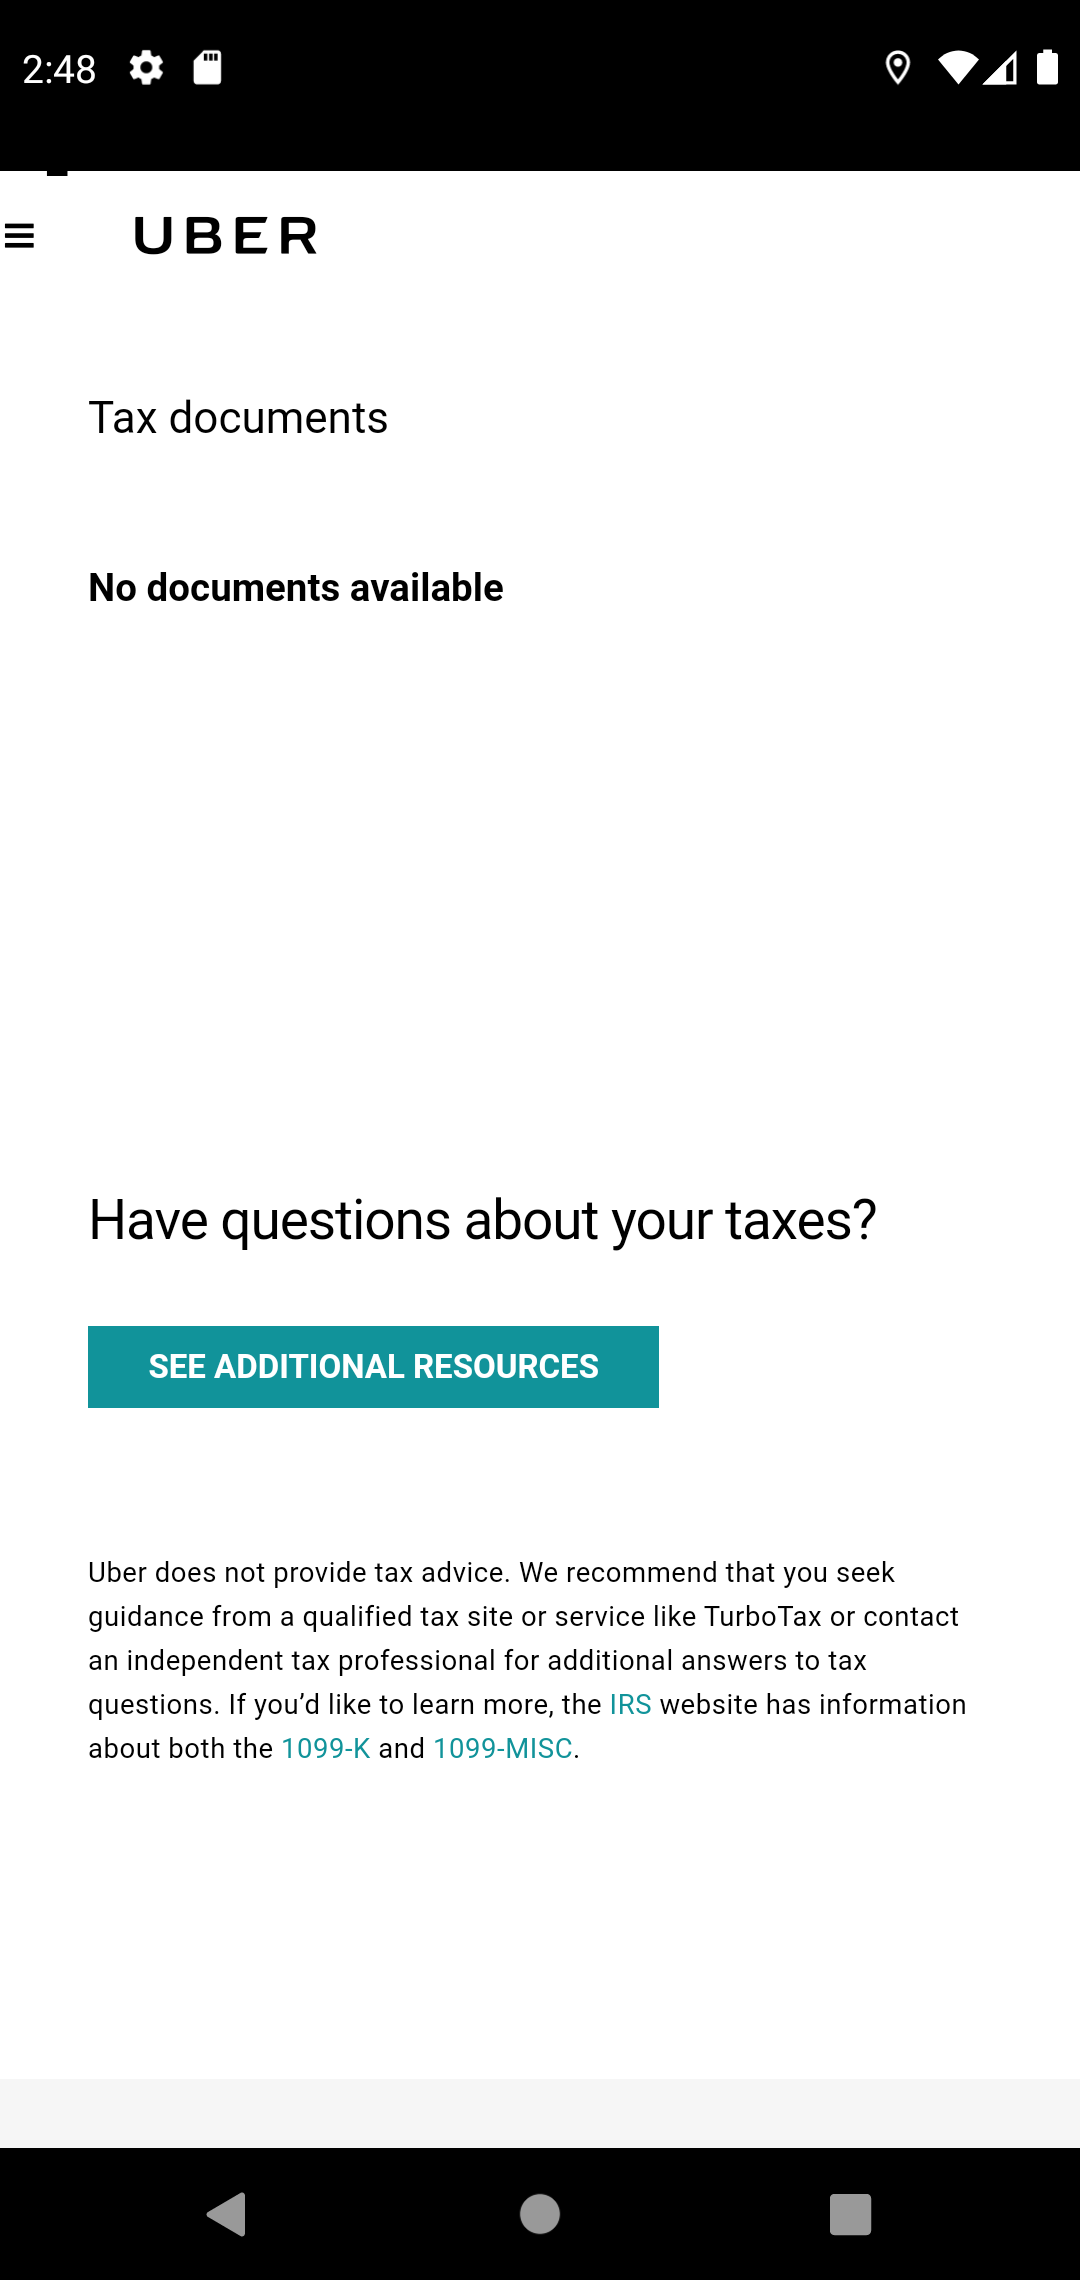 2:48
UBER
Tax documents
No documents available
Have questions about your taxes?
SEE ADDITIONAL RESOURCES
Uber does not provide tax advice. We recommend that you seek
guidance from a qualified tax site or service like TurboTax or contact
an independent tax professional for additional answers to tax
questions. If you’d like to learn more, the IRS website has information
about both the 1099-K and 1099-MISC.